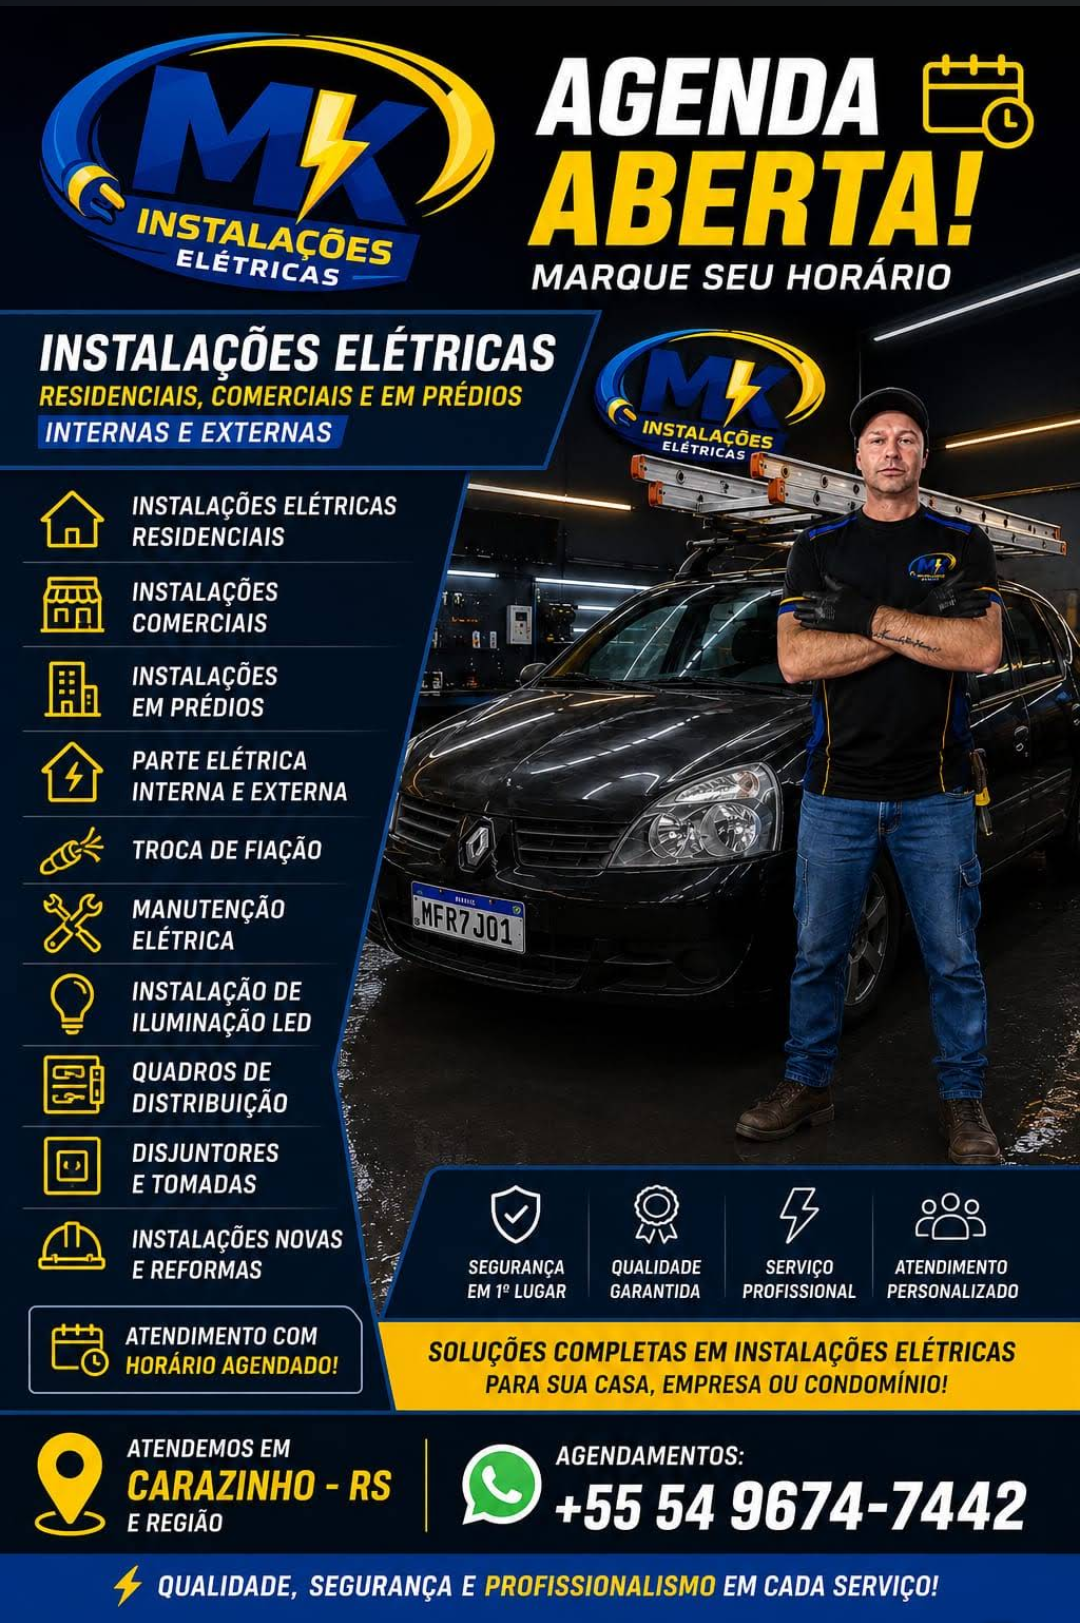 MK
INSTALAÇÕES
ELÉTRICAS
AGENDA
ABERTA!
MARQUE SEU HORÁRIO
INSTALAÇÕES ELÉTRICAS
RESIDENCIAIS, COMERCIAIS E EM PRÉDIOS
INTERNAS E EXTERNAS
MK
INSTALAÇÕES
ELÉTRICAS
INSTALAÇÕES ELÉTRICAS
RESIDENCIAIS
INSTALAÇÕES
COMERCIAIS
INSTALAÇÕES
EM PRÉDIOS
PARTE ELÉTRICA
INTERNA E EXTERNA
TROCA DE FIAÇÃO
MANUTENÇÃO
ELÉTRICA
INSTALAÇÃO DE
ILUMINAÇÃO LED
QUADROS DE
DISTRIBUIÇÃO
DISJUNTORES
E TOMADAS
INSTALAÇÕES NOVAS
E REFORMAS
ATENDIMENTO COM
HORÁRIO AGENDADO!
MK
MFR7J01
SEGURANÇA
EM 1º LUGAR
QUALIDADE
GARANTIDA
SERVIÇO
PROFISSIONAL
ATENDIMENTO
PERSONALIZADO
SOLUÇÕES COMPLETAS EM INSTALAÇÕES ELÉTRICAS
PARA SUA CASA, EMPRESA OU CONDOMÍNIO!
ATENDEMOS EM
CARAZINHO - RS
E REGIÃO
AGENDAMENTOS:
+55 54 9674-7442
QUALIDADE, SEGURANÇA E PROFISSIONALISMO EM CADA SERVIÇO!